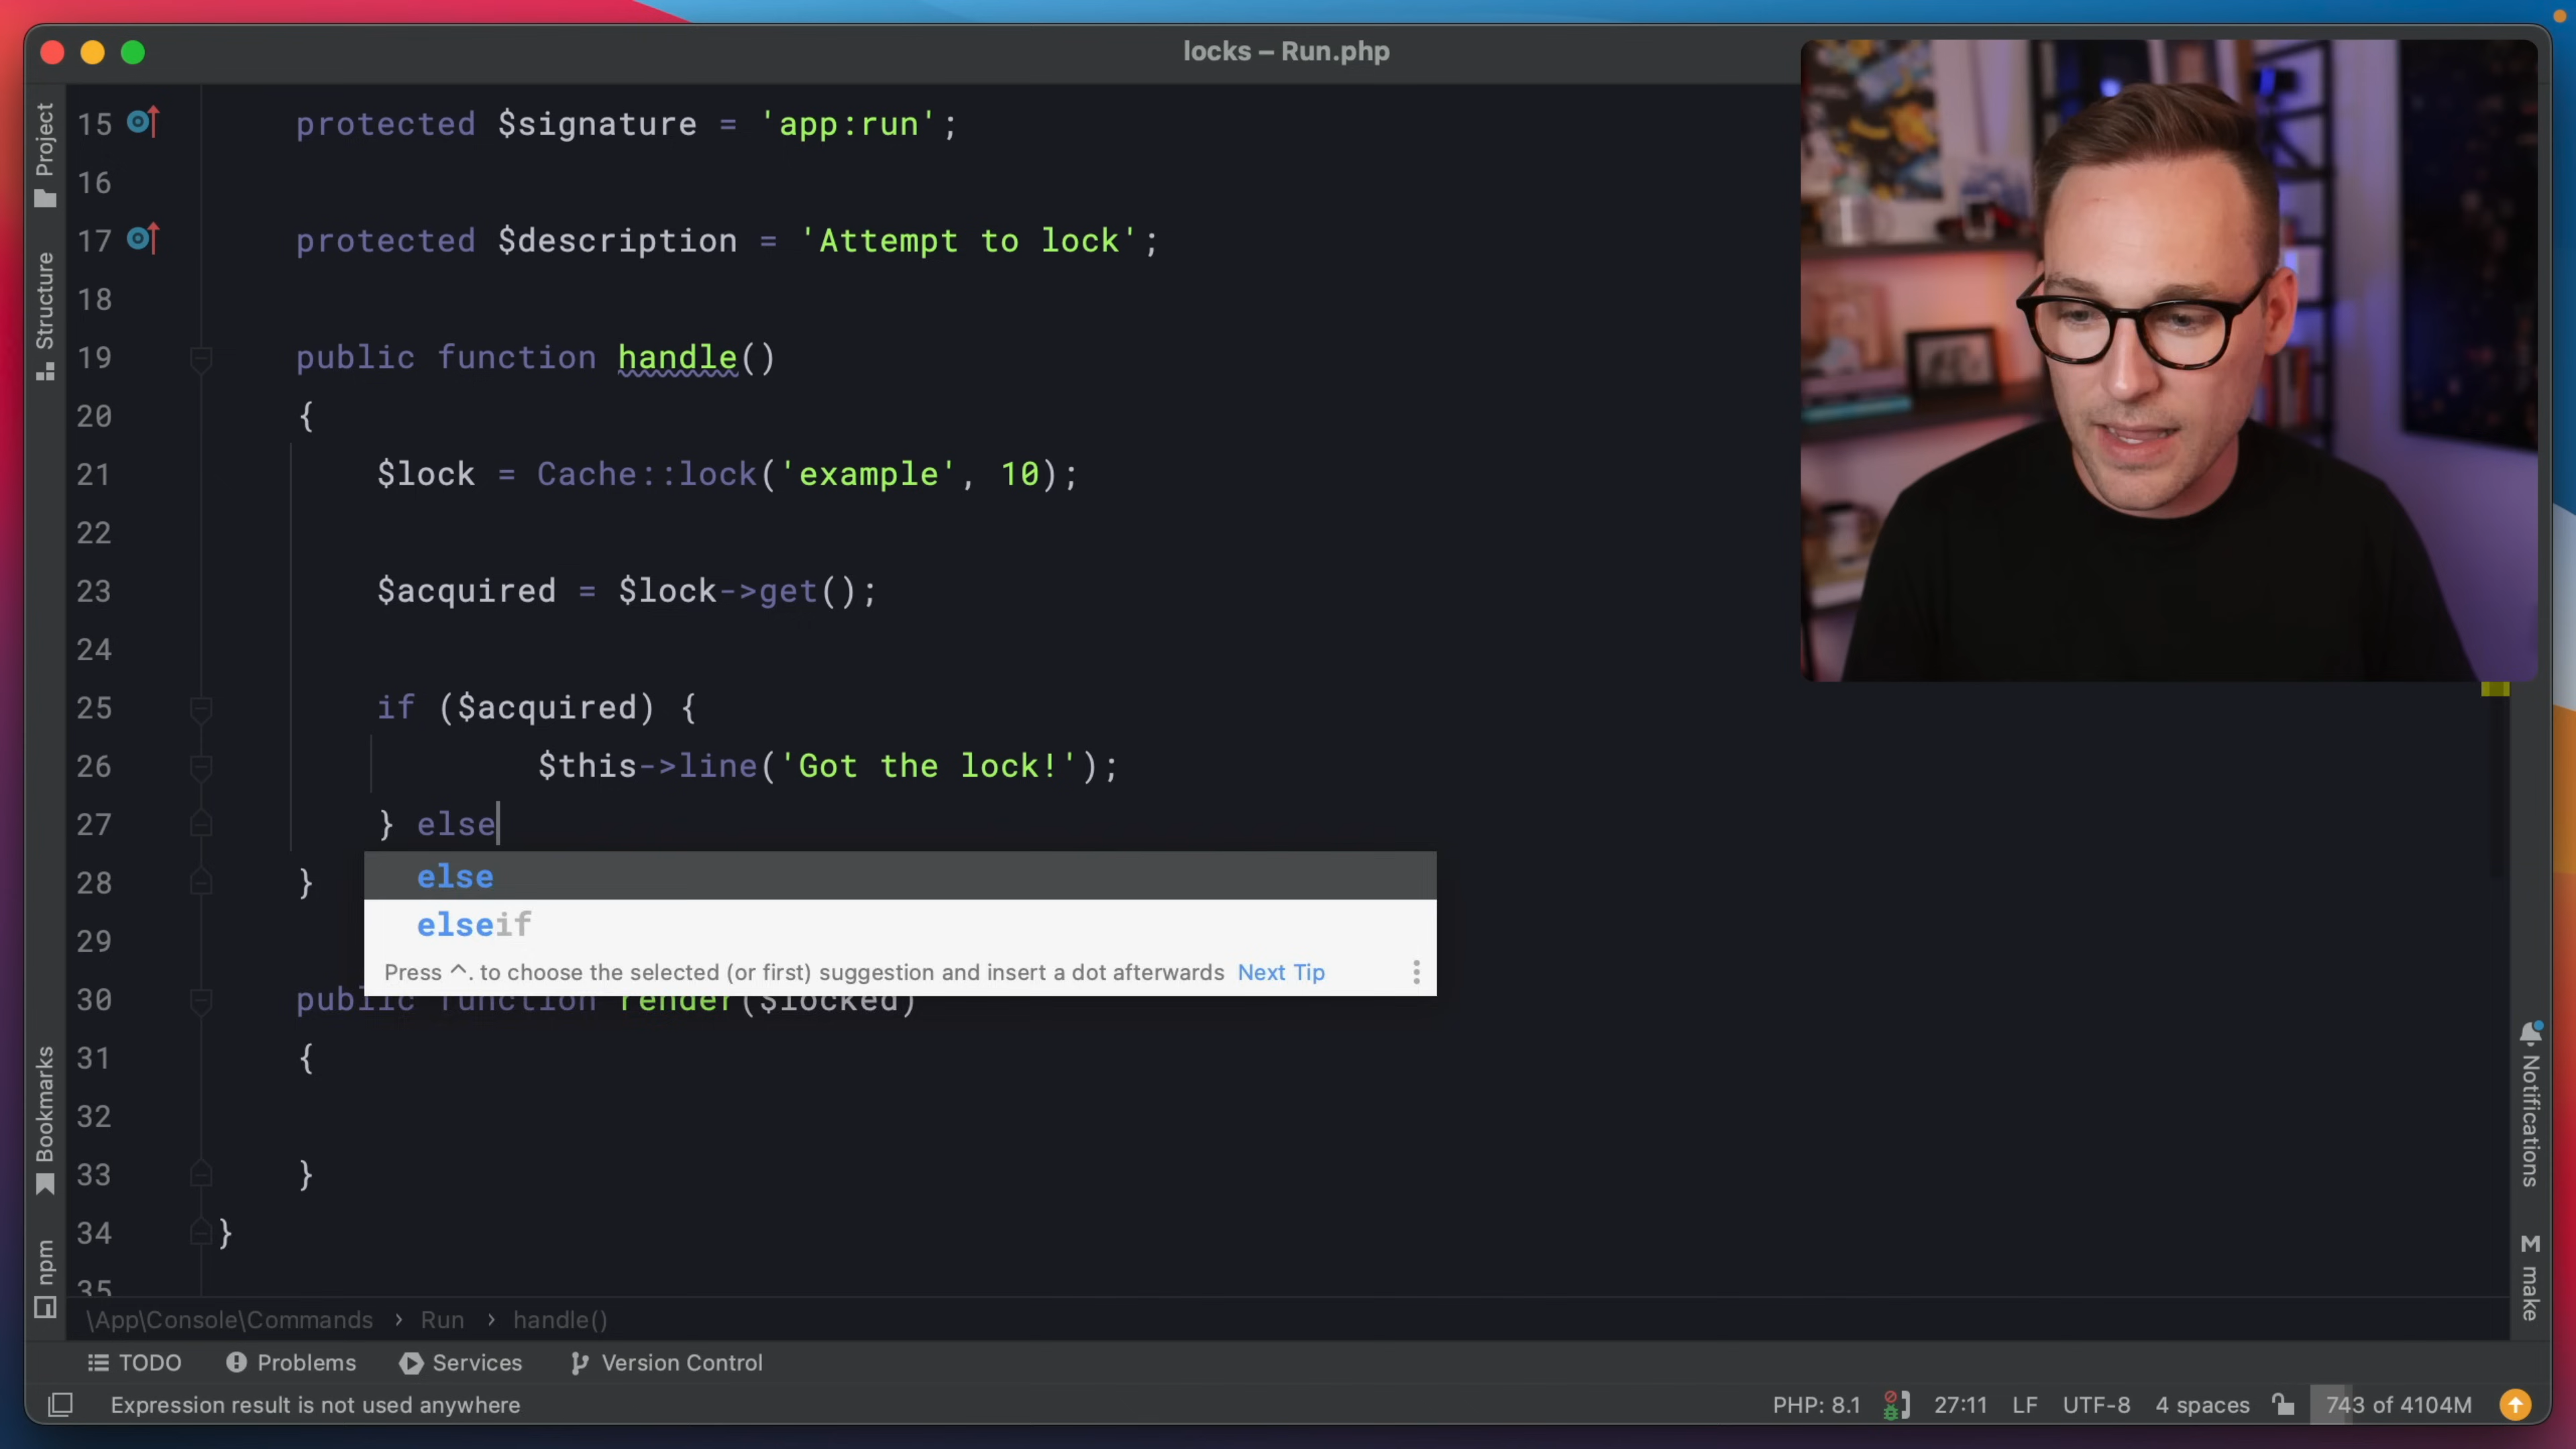 locks – Run.php
Project
Structure
Bookmarks
npm
15 protected $signature = 'app:run';
16
17 protected $description = 'Attempt to lock';
18
19 public function handle()
20 {
21 $lock = Cache::lock('example', 10);
22
23 $acquired = $lock->get();
24
25 if ($acquired) {
26 $this->line('Got the lock!');
27 } else
else
elseif
Press ^. to choose the selected (or first) suggestion and insert a dot afterwards Next Tip
28 }
29
30 public function render($locked)
31 {
32
33 }
34 }
35
Notifications
M make
\App\Console\Commands › Run › handle()
TODO Problems Services Version Control
Expression result is not used anywhere PHP: 8.1 27:11 LF UTF-8 4 spaces 743 of 4104M